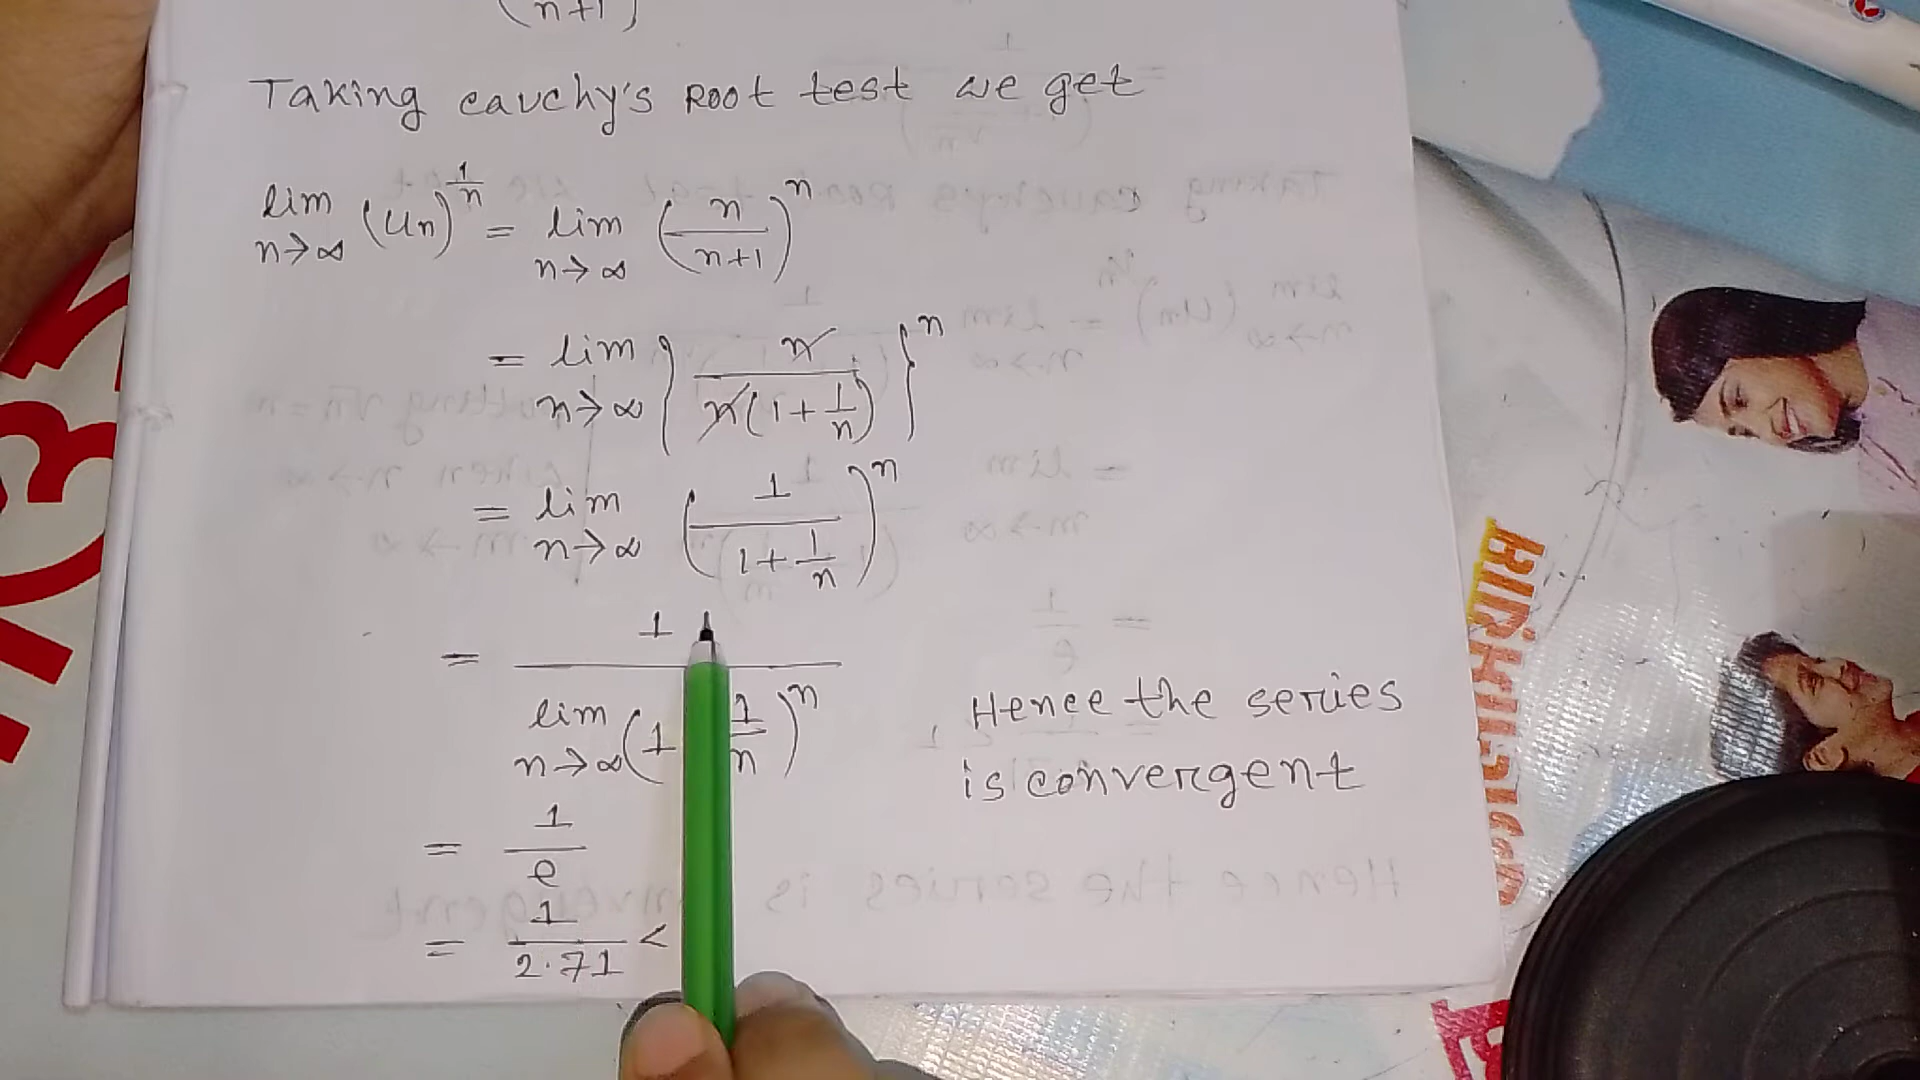 (n+1)
Taking cauchy's Root test we get
lim n→∞ (Un)^(1/n) = lim n→∞ (n/(n+1))^n
= lim n→∞ {n/(n(1+1/n))}^n
= lim n→∞ (1/(1+1/n))^n
= 1/(lim n→∞ (1 1/n)^n)
= 1/e
= 1/2.71 <
Hence the series
is convergent